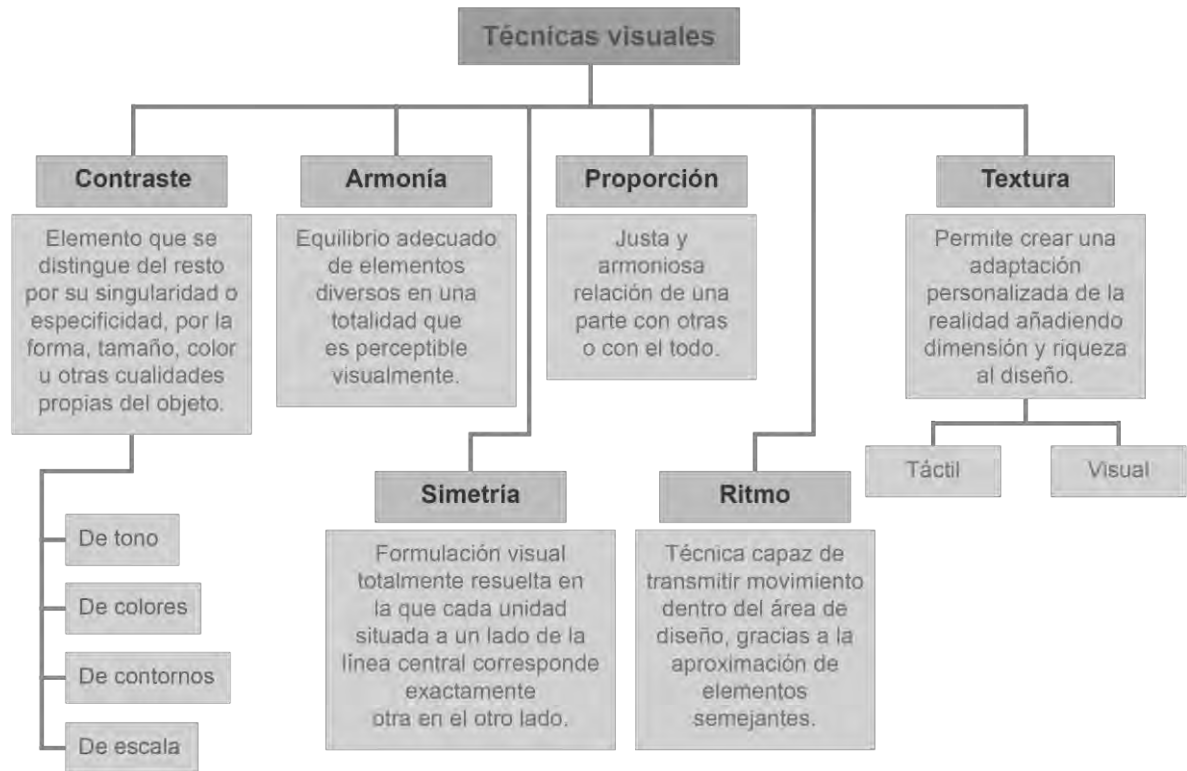 Técnicas visuales
Contraste
Elemento que se
distingue del resto
por su singularidad o
especificidad, por la
forma, tamaño, color
u otras cualidades
propias del objeto.
De tono
De colores
De contornos
De escala
Armonía
Equilibrio adecuado
de elementos
diversos en una
totalidad que
es perceptible
visualmente.
Simetría
Formulación visual
totalmente resuelta en
la que cada unidad
situada a un lado de la
línea central corresponde
exactamente
otra en el otro lado.
Proporción
Justa y
armoniosa
relación de una
parte con otras
o con el todo.
Ritmo
Técnica capaz de
transmitir movimiento
dentro del área de
diseño, gracias a la
aproximación de
elementos
semejantes.
Textura
Permite crear una
adaptación
personalizada de la
realidad añadiendo
dimensión y riqueza
al diseño.
Táctil
Visual